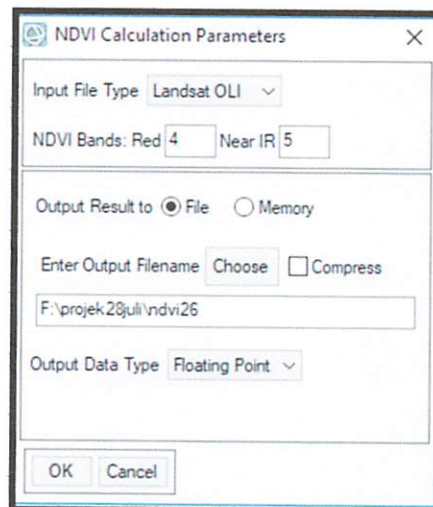 NDVI Calculation Parameters
Input File Type Landsat OLI
NDVI Bands: Red 4 Near IR 5
Output Result to File Memory
Enter Output Filename Choose Compress
F:\projek28juli\ndvi26
Output Data Type Floating Point
OK Cancel